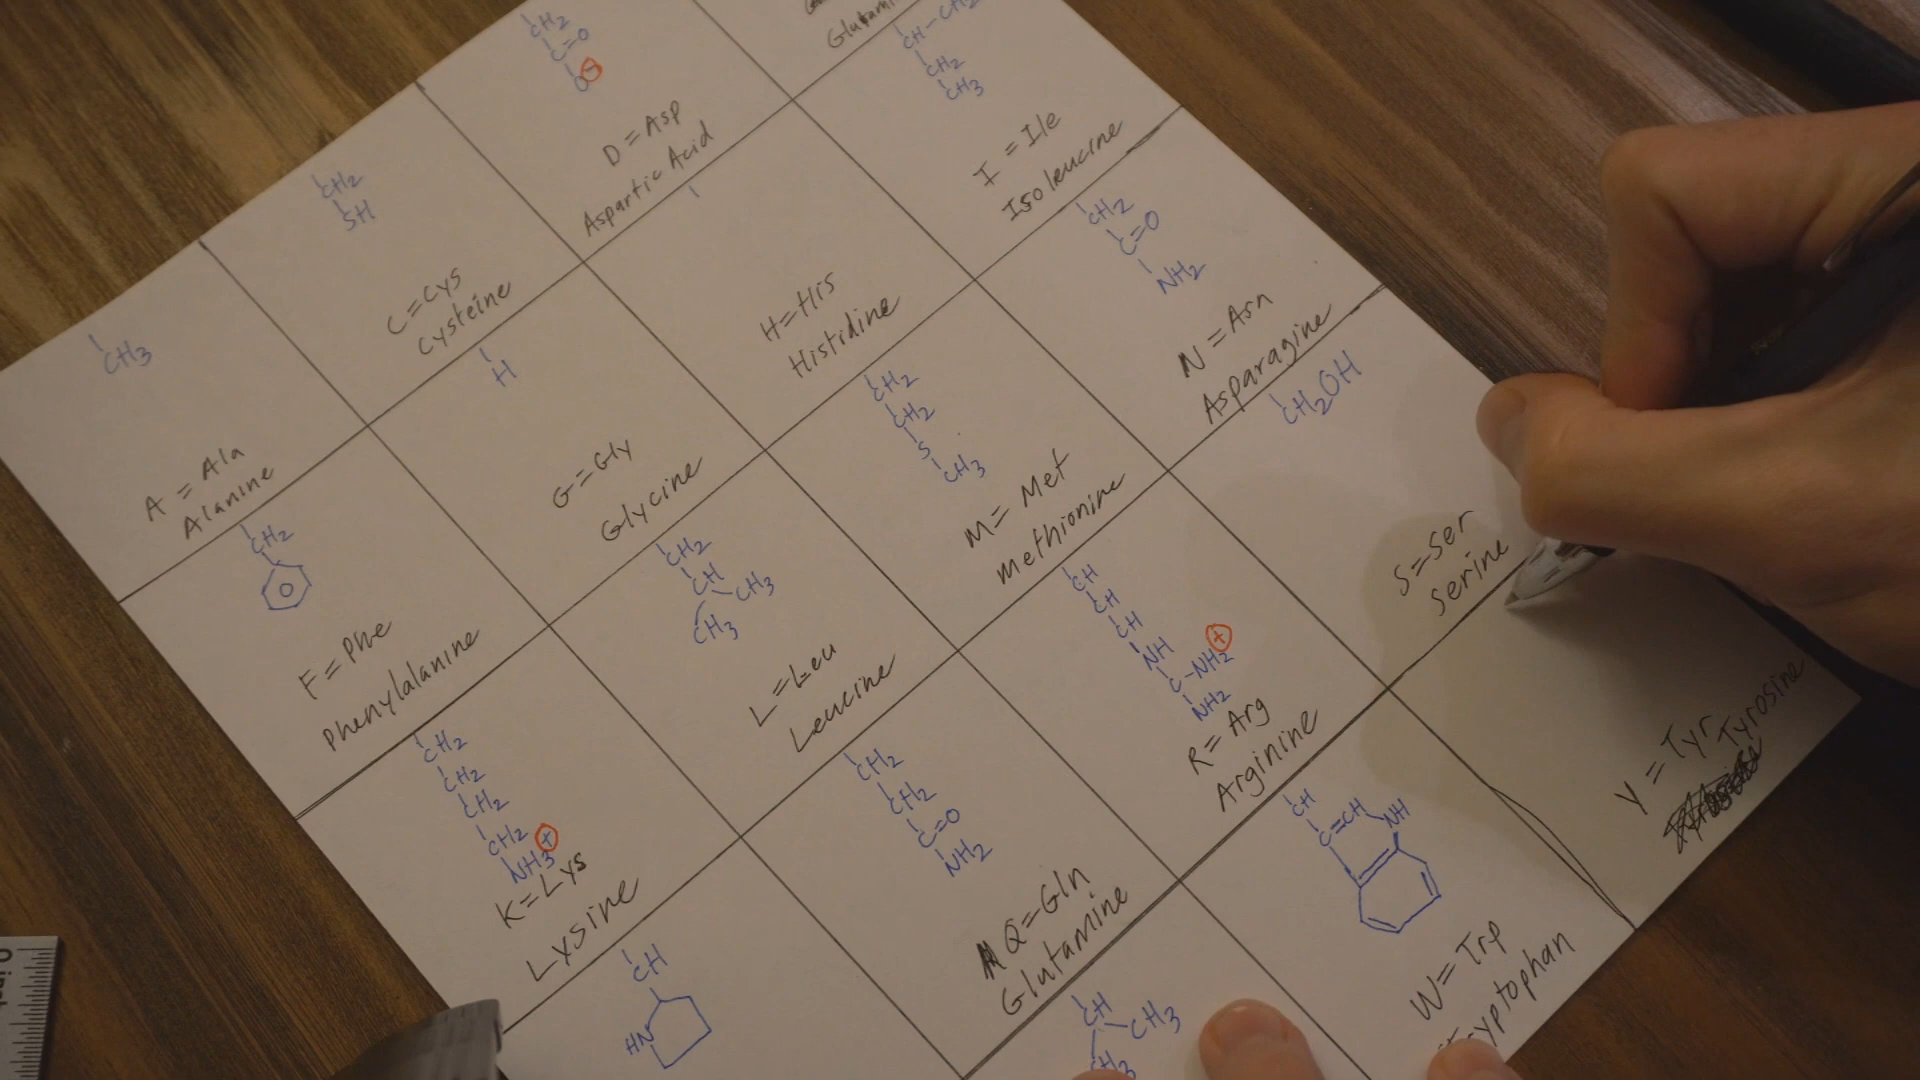 CH2
C=O
O⊖
D=Asp
Aspartic Acid
CH-CH2
CH2
CH3
I=Ile
Isoleucine
CH2
SH
C=Cys
Cysteine
H=His
Histidine
CH2
C=O
NH2
N=Asn
Asparagine
CH3
A=Ala
Alanine
H
G=Gly
Glycine
CH2
CH2
S
CH3
M=Met
Methionine
CH2OH
S=Ser
Serine
CH2
F=Phe
Phenylalanine
CH2
CH CH3
CH3
L=Leu
Leucine
CH
CH
CH
NH
C-NH2 ⊕
NH2
R=Arg
Arginine
Y=Tyr
Tyrosine
CH2
CH2
CH2
CH2
NH3 ⊕
K=Lys
Lysine
CH2
CH2
C=O
NH2
Q=Gln
Glutamine
CH
C=CH NH
W=Trp
CH
HN
CH
CH3
CH3